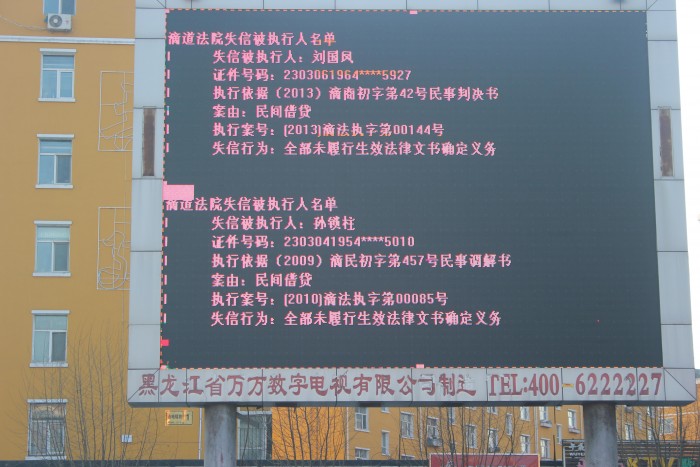 滴道法院失信被执行人名单
失信被执行人：刘国凤
证件号码：2303061964****5927
执行依据（2013）滴商初字第42号民事判决书
案由：民间借贷
执行案号：[2013]滴法执字第00144号
失信行为：全部未履行生效法律文书确定义务
滴道法院失信被执行人名单
失信被执行人：孙锁柱
证件号码：2303041954****5010
执行依据（2009）滴民初字第457号民事调解书
案由：民间借贷
执行案号：[2010]滴法执字第00085号
失信行为：全部未履行生效法律文书确定义务
黑龙江省万方数字电视有限公司制造 TEL:400-6222227